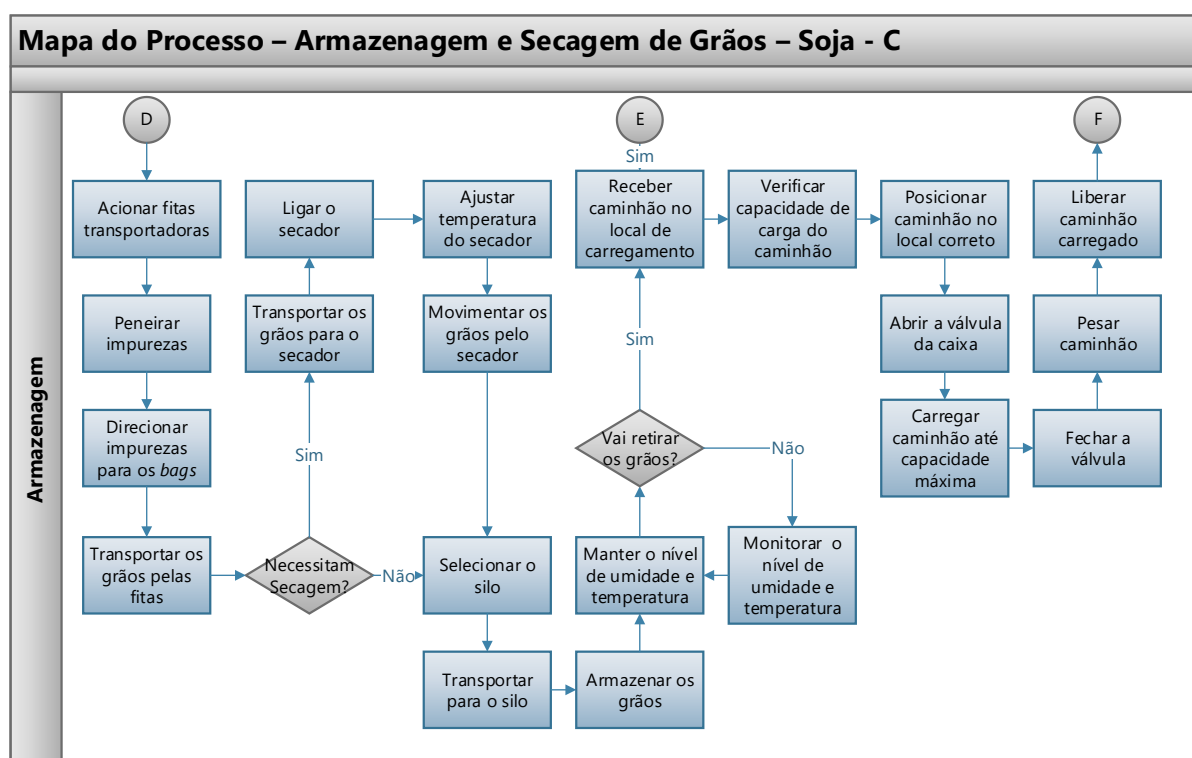 Mapa do Processo – Armazenagem e Secagem de Grãos – Soja - C
Armazenagem
D
Acionar fitas
transportadoras
Peneirar
impurezas
Direcionar
impurezas
para os bags
Transportar os
grãos pelas
fitas
Necessitam
Secagem?
Sim
Não
Transportar os
grãos para o
secador
Ligar o
secador
Ajustar
temperatura
do secador
Movimentar os
grãos pelo
secador
Selecionar o
silo
Transportar
para o silo
Armazenar os
grãos
Manter o nível
de umidade e
temperatura
Vai retirar
os grãos?
Não
Monitorar o
nível de
umidade e
temperatura
Sim
E
Sim
Receber
caminhão no
local de
carregamento
Verificar
capacidade de
carga do
caminhão
Posicionar
caminhão no
local correto
Abrir a válvula
da caixa
Carregar
caminhão até
capacidade
máxima
Fechar a
válvula
Pesar
caminhão
Liberar
caminhão
carregado
F